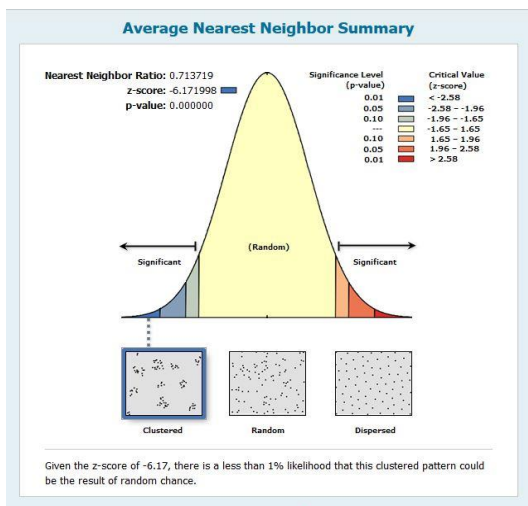 Average Nearest Neighbor Summary
Nearest Neighbor Ratio: 0.713719
z-score: -6.171998
p-value: 0.000000
Significance Level
(p-value)
Critical Value
(z-score)
0.01 < -2.58
0.05 -2.58 – -1.96
0.10 -1.96 – -1.65
--- -1.65 – 1.65
0.10 1.65 – 1.96
0.05 1.96 – 2.58
0.01 > 2.58
(Random)
Significant
Significant
Clustered
Random
Dispersed
Given the z-score of -6.17, there is a less than 1% likelihood that this clustered pattern could
be the result of random chance.